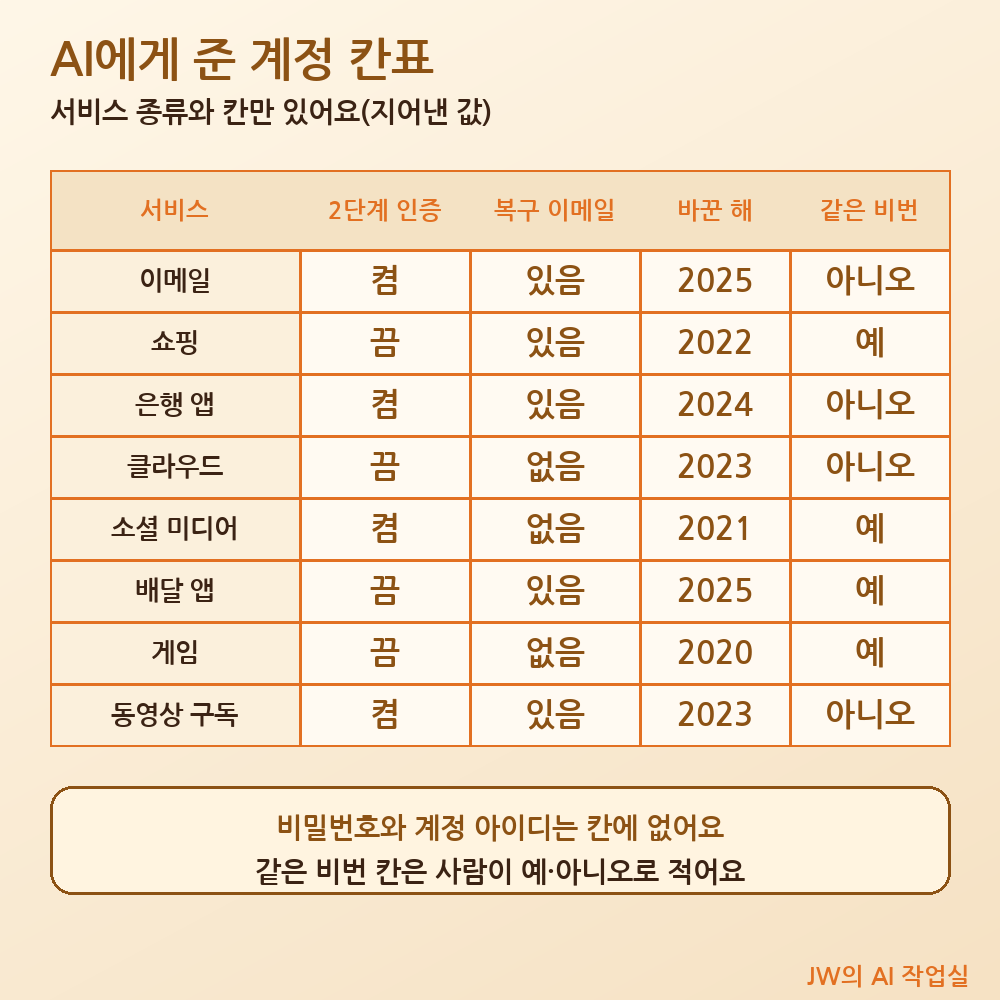 AI에게 준 계정 칸표
서비스 종류와 칸만 있어요(지어낸 값)
서비스 2단계 인증 복구 이메일 바꾼 해 같은 비번
이메일 켬 있음 2025 아니오
쇼핑 끔 있음 2022 예
은행 앱 켬 있음 2024 아니오
클라우드 끔 없음 2023 아니오
소셜 미디어 켬 없음 2021 예
배달 앱 끔 있음 2025 예
게임 끔 없음 2020 예
동영상 구독 켬 있음 2023 아니오
비밀번호와 계정 아이디는 칸에 없어요
같은 비번 칸은 사람이 예·아니오로 적어요
JW의 AI 작업실